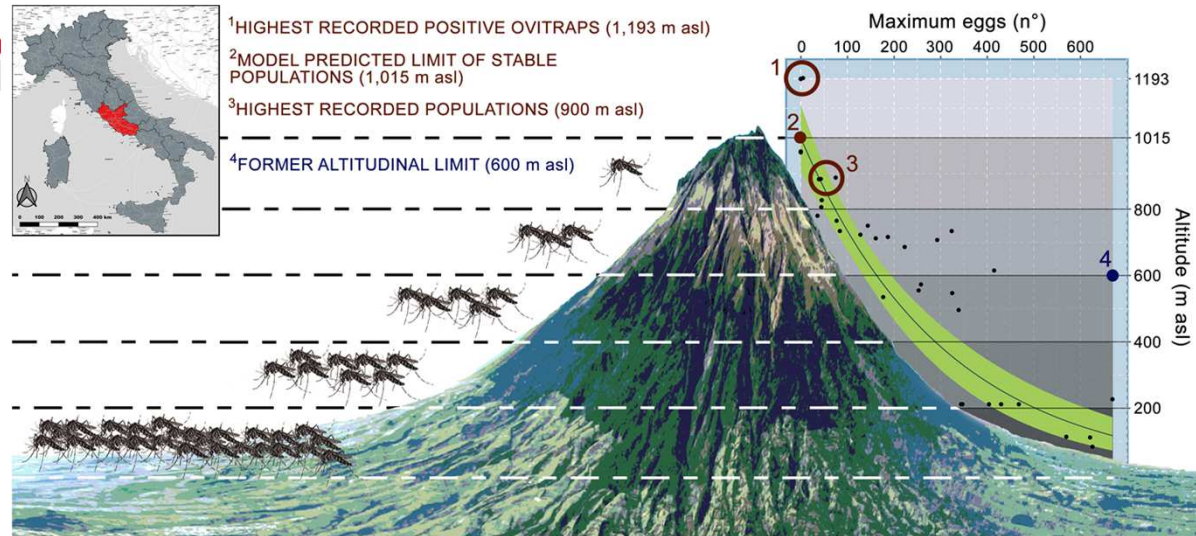 ¹HIGHEST RECORDED POSITIVE OVITRAPS (1,193 m asl)
²MODEL PREDICTED LIMIT OF STABLE
POPULATIONS (1,015 m asl)
³HIGHEST RECORDED POPULATIONS (900 m asl)
⁴FORMER ALTITUDINAL LIMIT (600 m asl)
N
0 100 200 300 400 km
Maximum eggs (n°)
0 100 200 300 400 500 600
1
1193
2
1015
3
800
4
600
400
200
Altitude (m asl)